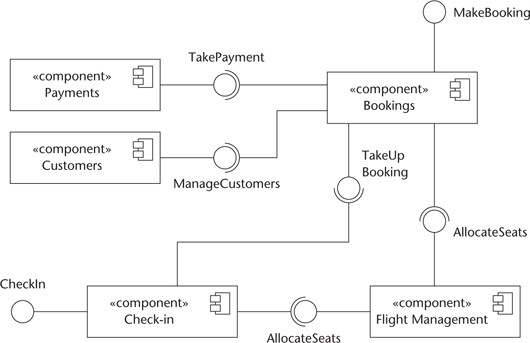 MakeBooking
TakePayment
«component»
Payments
«component»
Bookings
«component»
Customers
ManageCustomers
TakeUp
Booking
AllocateSeats
CheckIn
«component»
Check-in
AllocateSeats
«component»
Flight Management